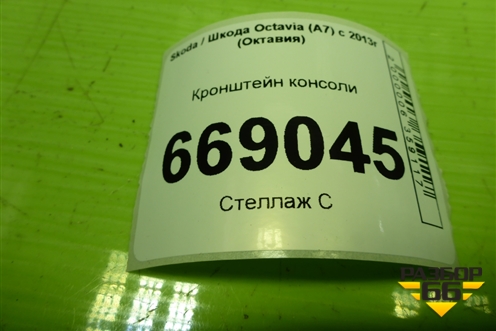 Skoda / Шкода Octavia (A7) с 2013г
(Октавия)
Кронштейн консоли
669045
Стеллаж С
РАЗБОР
66